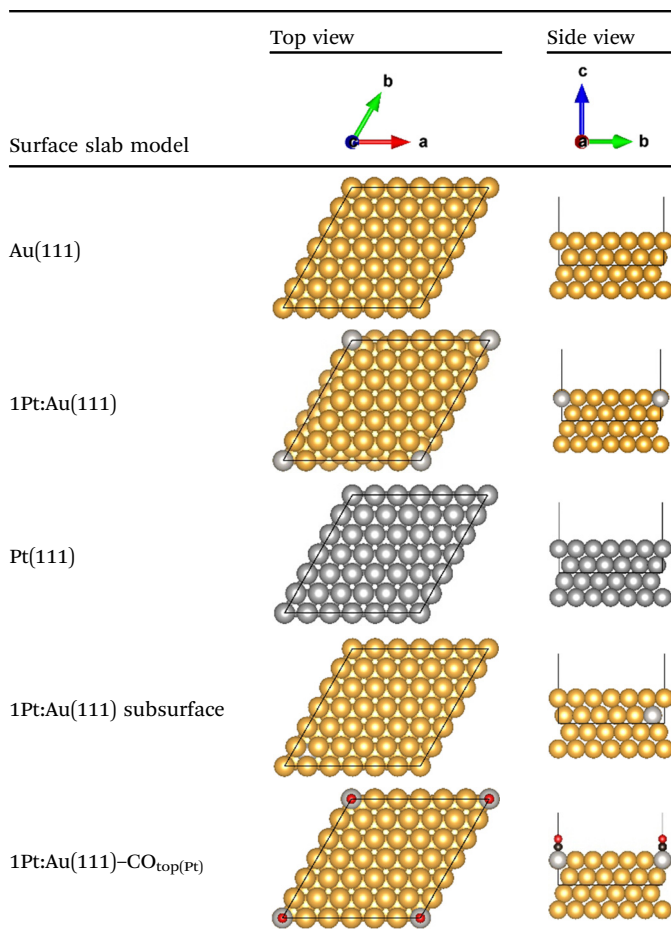 Top view Side view
b c
a a b
Surface slab model
Au(111)
1Pt:Au(111)
Pt(111)
1Pt:Au(111) subsurface
1Pt:Au(111)–CO_top(Pt)